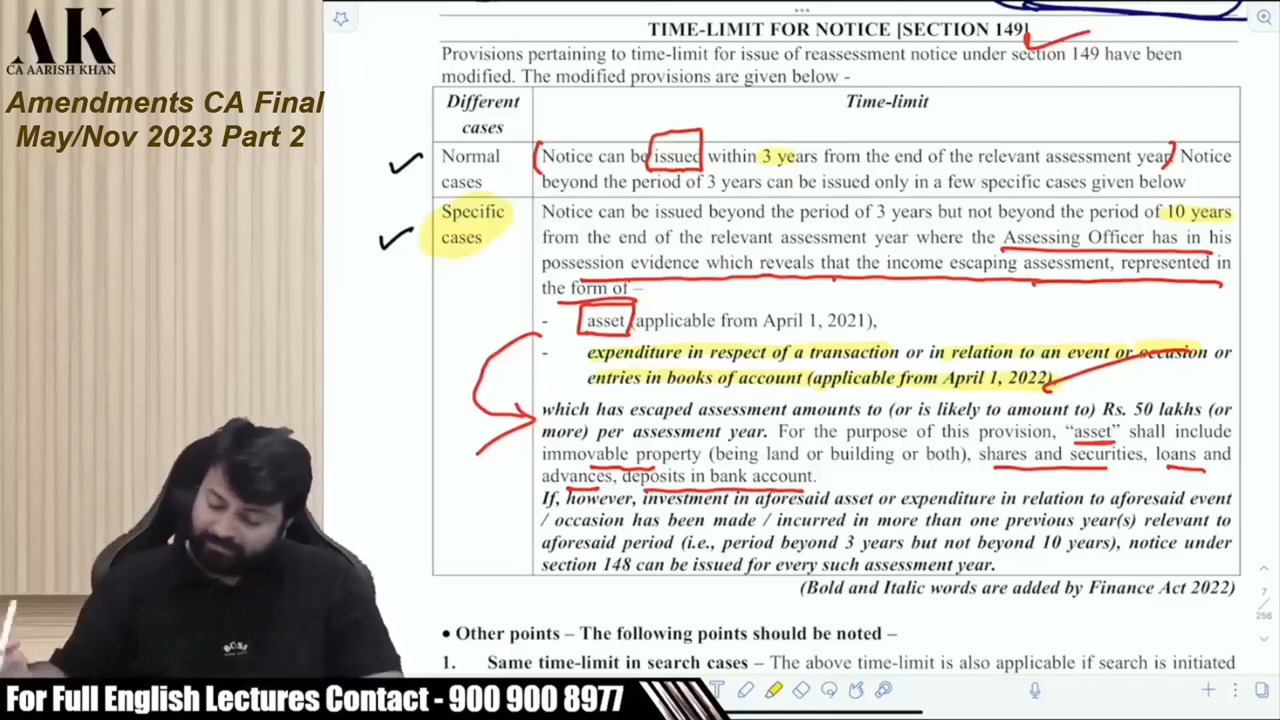 AK
CA AARISH KHAN
Amendments CA Final
May/Nov 2023 Part 2
TIME-LIMIT FOR NOTICE [SECTION 149]
Provisions pertaining to time-limit for issue of reassessment notice under section 149 have been
modified. The modified provisions are given below -
Different cases
Time-limit
Normal cases
Notice can be issued within 3 years from the end of the relevant assessment year. Notice
beyond the period of 3 years can be issued only in a few specific cases given below
Specific cases
Notice can be issued beyond the period of 3 years but not beyond the period of 10 years
from the end of the relevant assessment year where the Assessing Officer has in his
possession evidence which reveals that the income escaping assessment, represented in
the form of –
- asset (applicable from April 1, 2021),
- expenditure in respect of a transaction or in relation to an event or occasion or
entries in books of account (applicable from April 1, 2022),
which has escaped assessment amounts to (or is likely to amount to) Rs. 50 lakhs (or
more) per assessment year. For the purpose of this provision, “asset” shall include
immovable property (being land or building or both), shares and securities, loans and
advances, deposits in bank account.
If, however, investment in aforesaid asset or expenditure in relation to aforesaid event
/ occasion has been made / incurred in more than one previous year(s) relevant to
aforesaid period (i.e., period beyond 3 years but not beyond 10 years), notice under
section 148 can be issued for every such assessment year.
(Bold and Italic words are added by Finance Act 2022)
• Other points – The following points should be noted –
1. Same time-limit in search cases – The above time-limit is also applicable if search is initiated
7
/
256
BOSS
For Full English Lectures Contact - 900 900 8977